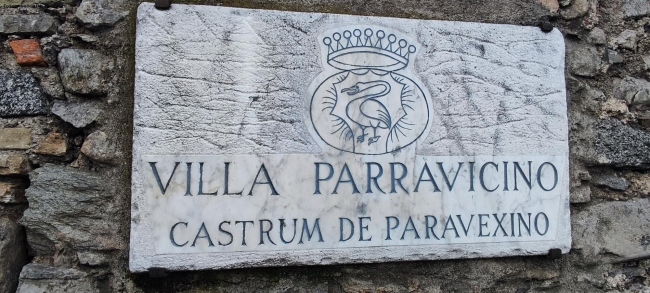 VILLA PARRAVICINO
CASTRUM DE PARAVEXINO